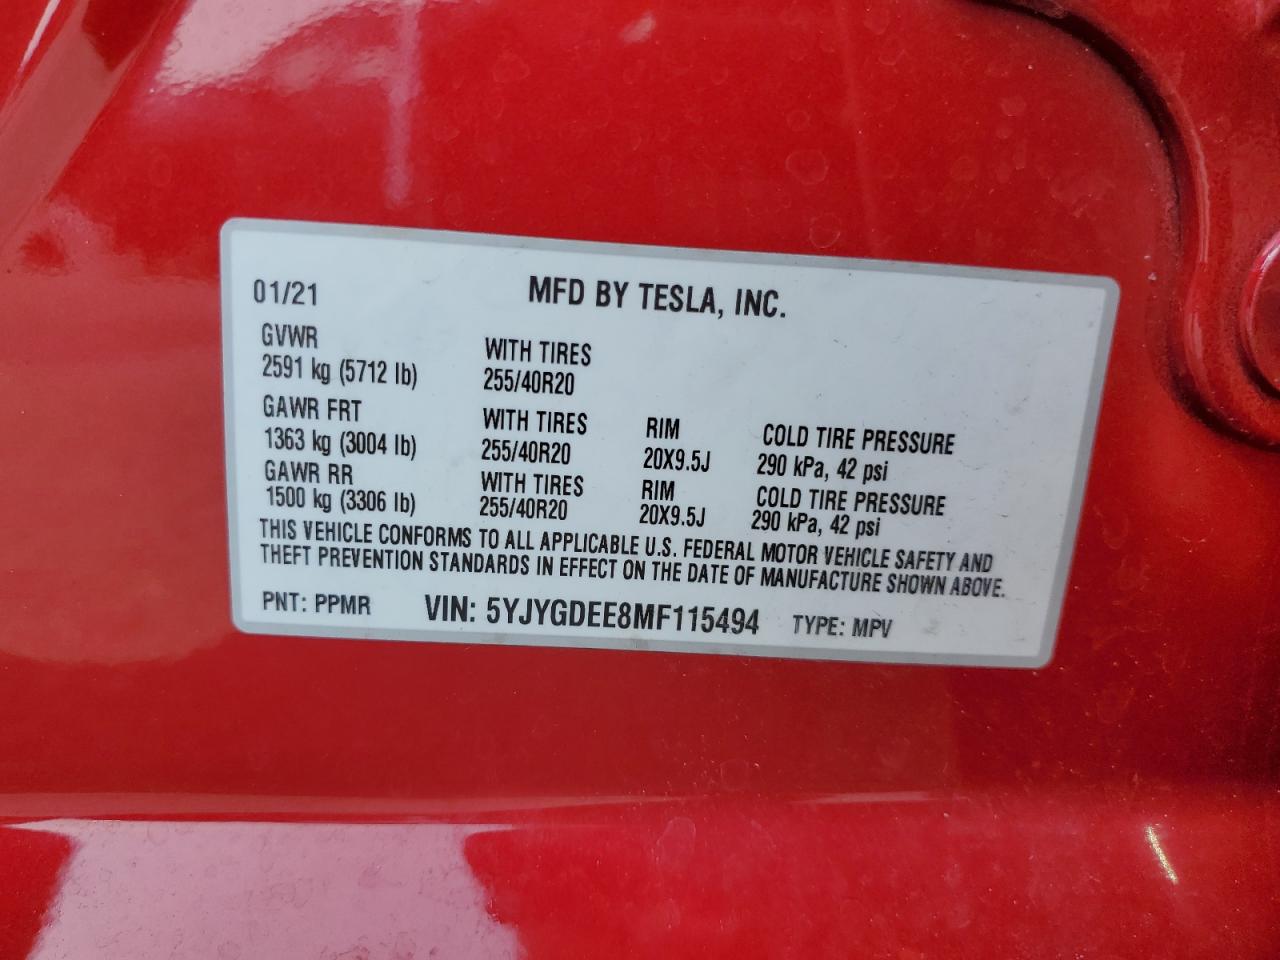 01/21 MFD BY TESLA, INC.
GVWR
2591 kg (5712 lb)
WITH TIRES
255/40R20
GAWR FRT
1363 kg (3004 lb)
WITH TIRES
255/40R20
RIM
20X9.5J
COLD TIRE PRESSURE
290 kPa, 42 psi
GAWR RR
1500 kg (3306 lb)
WITH TIRES
255/40R20
RIM
20X9.5J
COLD TIRE PRESSURE
290 kPa, 42 psi
THIS VEHICLE CONFORMS TO ALL APPLICABLE U.S. FEDERAL MOTOR VEHICLE SAFETY AND
THEFT PREVENTION STANDARDS IN EFFECT ON THE DATE OF MANUFACTURE SHOWN ABOVE.
PNT: PPMR VIN: 5YJYGDEE8MF115494 TYPE: MPV